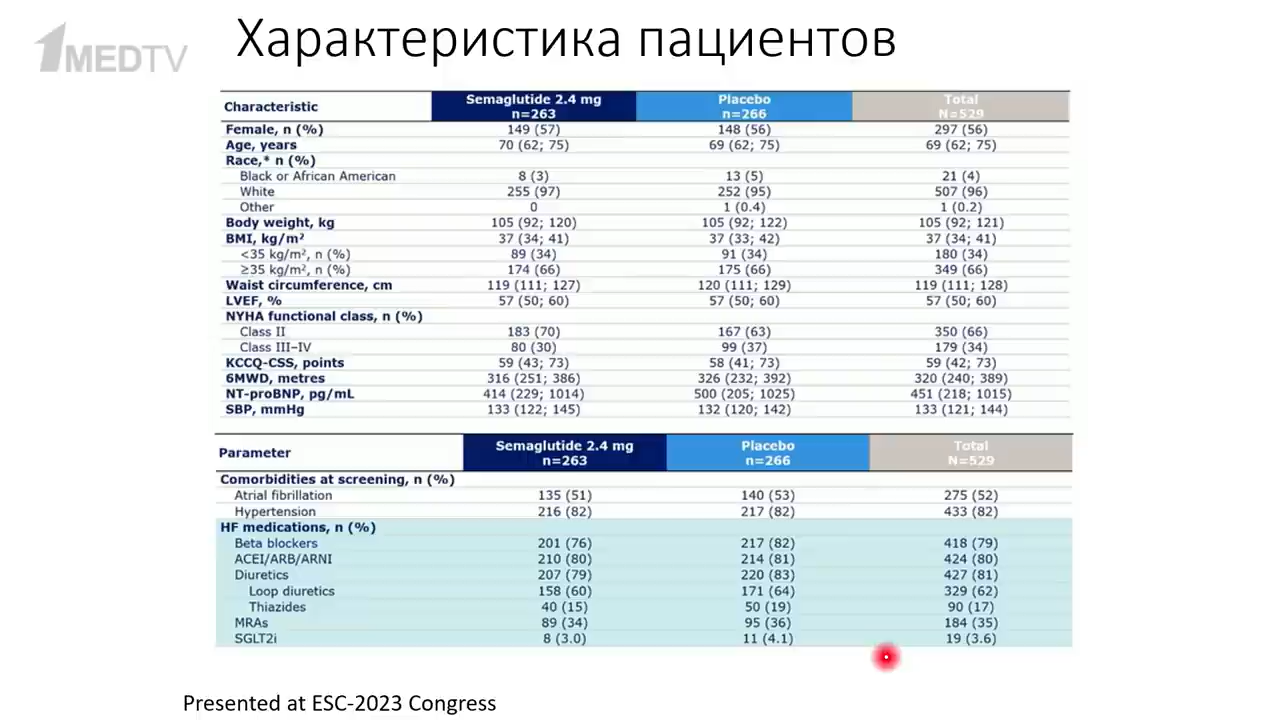 1MEDTV
Характеристика пациентов
Characteristic Semaglutide 2.4 mg n=263 Placebo n=266 Total N=529
Female, n (%) 149 (57) 148 (56) 297 (56)
Age, years 70 (62; 75) 69 (62; 75) 69 (62; 75)
Race,* n (%)
Black or African American 8 (3) 13 (5) 21 (4)
White 255 (97) 252 (95) 507 (96)
Other 0 1 (0.4) 1 (0.2)
Body weight, kg 105 (92; 120) 105 (92; 122) 105 (92; 121)
BMI, kg/m² 37 (34; 41) 37 (33; 42) 37 (34; 41)
<35 kg/m², n (%) 89 (34) 91 (34) 180 (34)
≥35 kg/m², n (%) 174 (66) 175 (66) 349 (66)
Waist circumference, cm 119 (111; 127) 120 (111; 129) 119 (111; 128)
LVEF, % 57 (50; 60) 57 (50; 60) 57 (50; 60)
NYHA functional class, n (%)
Class II 183 (70) 167 (63) 350 (66)
Class III–IV 80 (30) 99 (37) 179 (34)
KCCQ-CSS, points 59 (43; 73) 58 (41; 73) 59 (42; 73)
6MWD, metres 316 (251; 386) 326 (232; 392) 320 (240; 389)
NT-proBNP, pg/mL 414 (229; 1014) 500 (205; 1025) 451 (218; 1015)
SBP, mmHg 133 (122; 145) 132 (120; 142) 133 (121; 144)
Parameter Semaglutide 2.4 mg n=263 Placebo n=266 Total N=529
Comorbidities at screening, n (%)
Atrial fibrillation 135 (51) 140 (53) 275 (52)
Hypertension 216 (82) 217 (82) 433 (82)
HF medications, n (%)
Beta blockers 201 (76) 217 (82) 418 (79)
ACEI/ARB/ARNI 210 (80) 214 (81) 424 (80)
Diuretics 207 (79) 220 (83) 427 (81)
Loop diuretics 158 (60) 171 (64) 329 (62)
Thiazides 40 (15) 50 (19) 90 (17)
MRAs 89 (34) 95 (36) 184 (35)
SGLT2i 8 (3.0) 11 (4.1) 19 (3.6)
Presented at ESC-2023 Congress